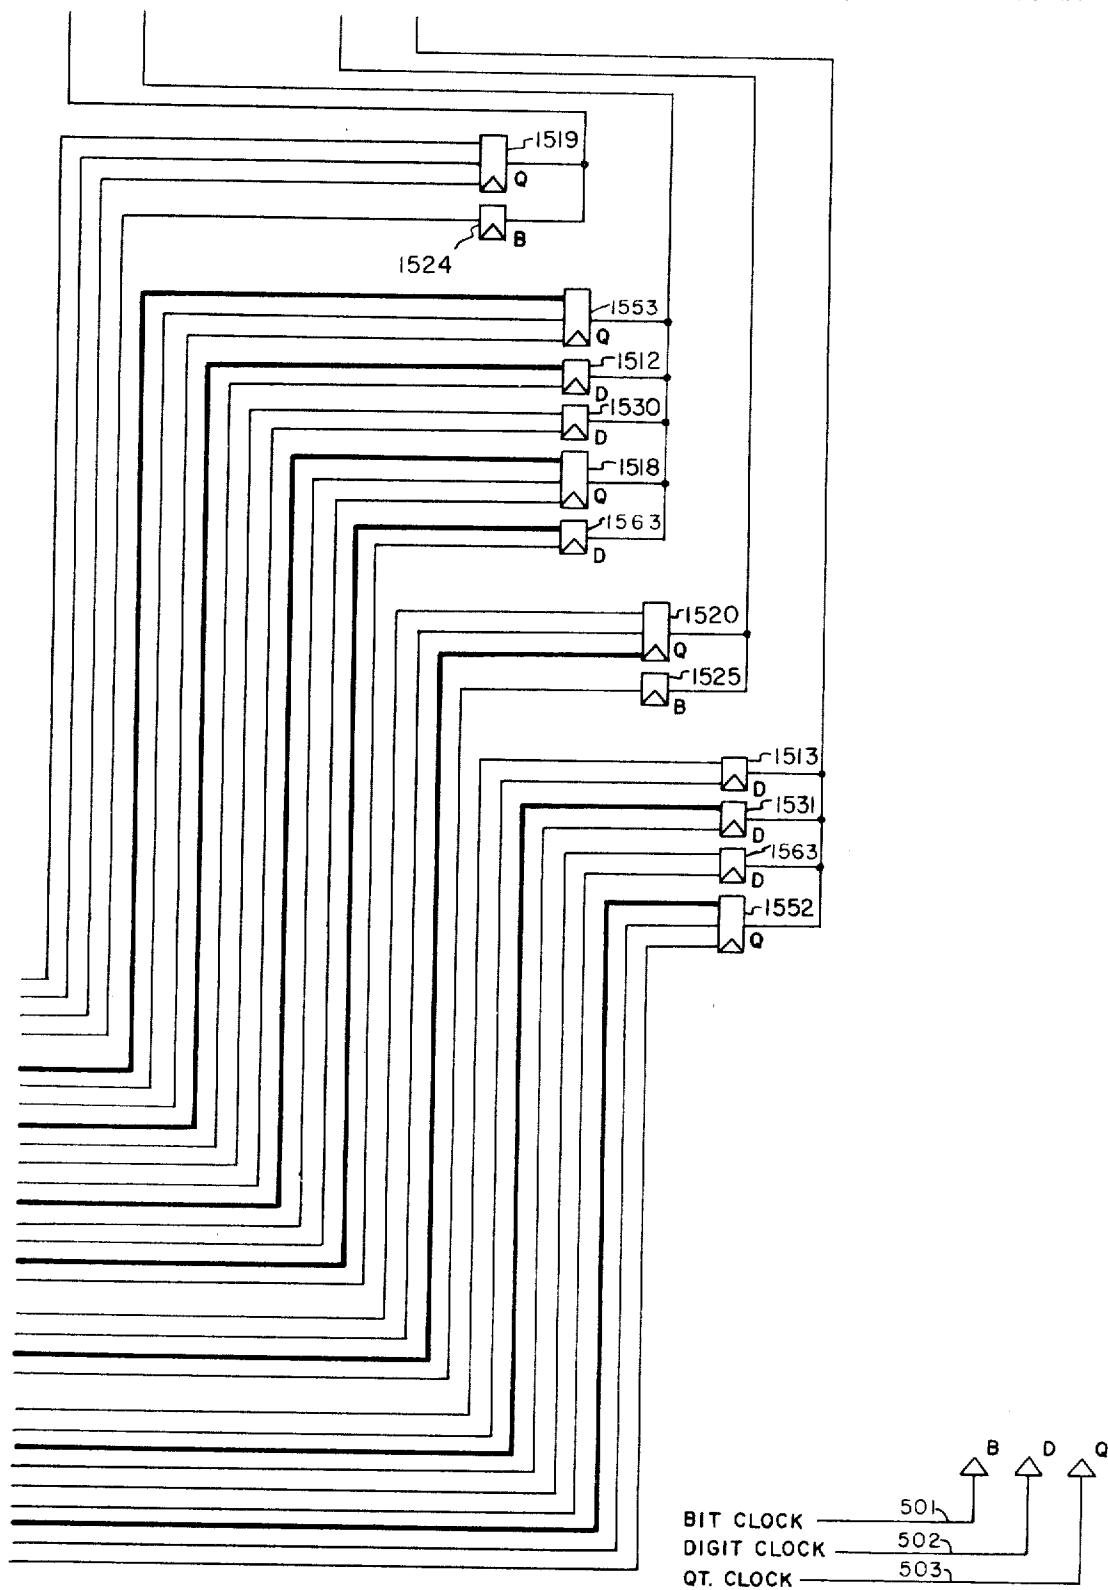 1519
Q
B
1524
1553
Q
1512
D
1530
D
1518
Q
1563
D
1520
Q
1525
B
1513
D
1531
D
1563
D
1552
Q
B D Q
BIT CLOCK 501
DIGIT CLOCK 502
QT. CLOCK 503